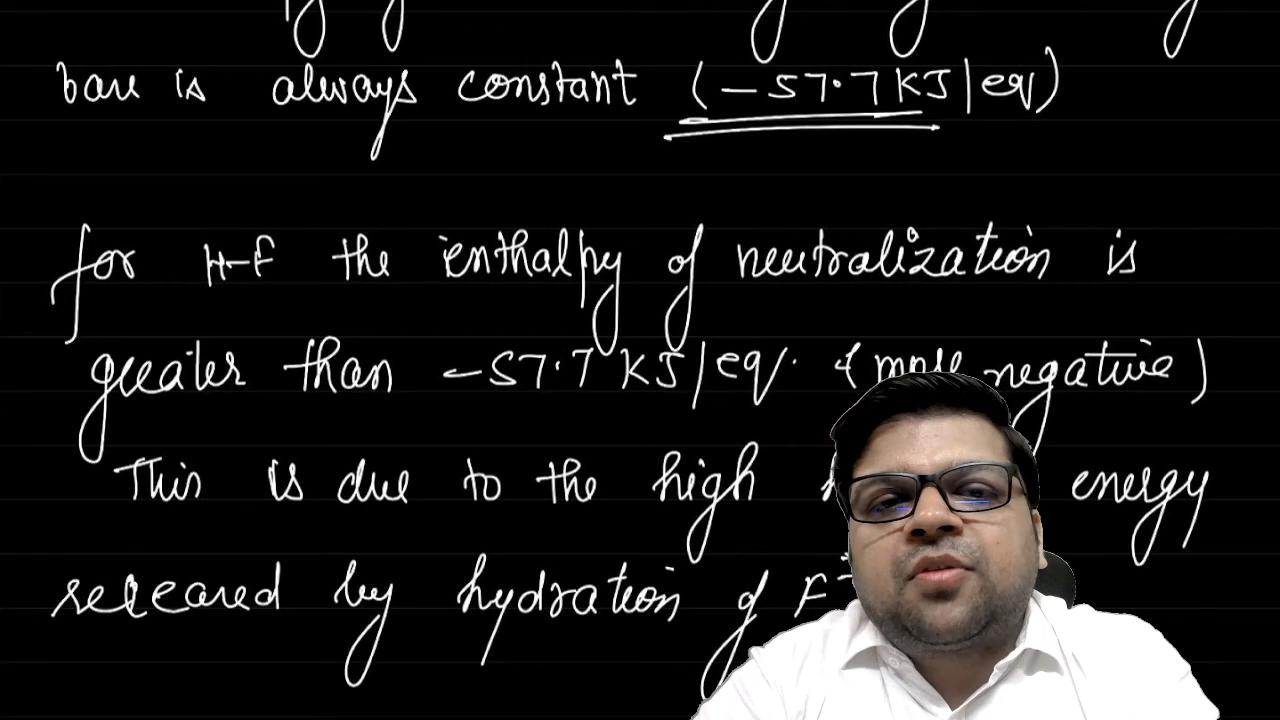 base is always constant (-57.7 KJ/eq)
for H-F the enthalpy of neutralization is
greater than -57.7 KJ/eq. (more negative)
This is due to the high energy
released by hydration of F-